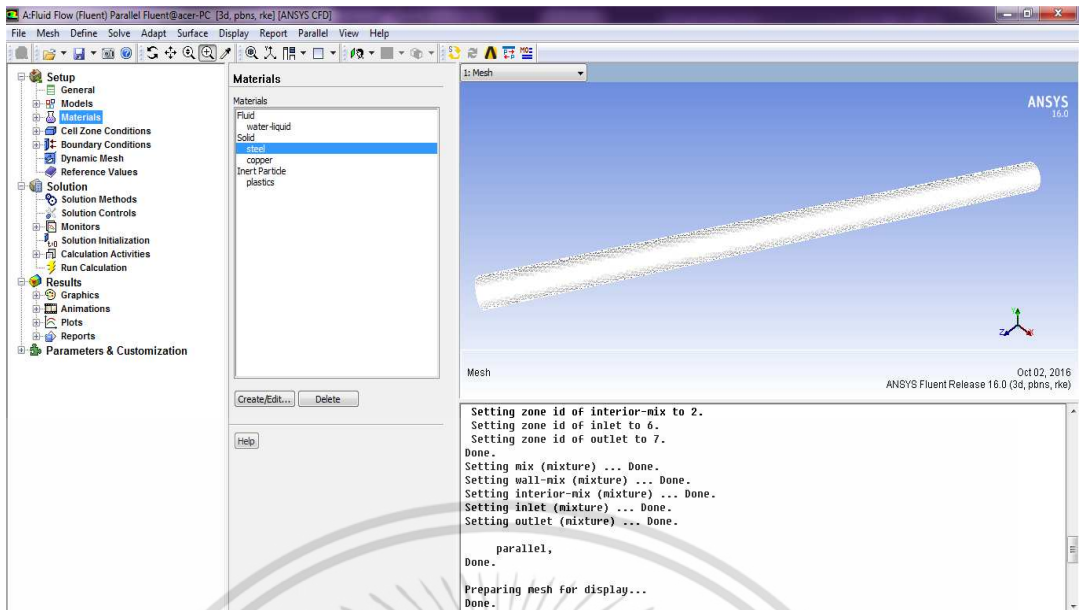 A:Fluid Flow (Fluent) Parallel Fluent@acer-PC [3d, pbns, rke] [ANSYS CFD]
File Mesh Define Solve Adapt Surface Display Report Parallel View Help
Setup
General
Models
Materials
Cell Zone Conditions
Boundary Conditions
Dynamic Mesh
Reference Values
Solution
Solution Methods
Solution Controls
Monitors
Solution Initialization
Calculation Activities
Run Calculation
Results
Graphics
Animations
Plots
Reports
Parameters & Customization
Materials
Materials
Fluid
water-liquid
Solid
steel
copper
Inert Particle
plastics
Create/Edit... Delete
Help
1: Mesh
ANSYS
16.0
Y
Z X
Mesh
Oct 02, 2016
ANSYS Fluent Release 16.0 (3d, pbns, rke)
Setting zone id of interior-mix to 2.
Setting zone id of inlet to 6.
Setting zone id of outlet to 7.
Done.
Setting mix (mixture) ... Done.
Setting wall-mix (mixture) ... Done.
Setting interior-mix (mixture) ... Done.
Setting inlet (mixture) ... Done.
Setting outlet (mixture) ... Done.
parallel,
Done.
Preparing mesh for display...
Done.